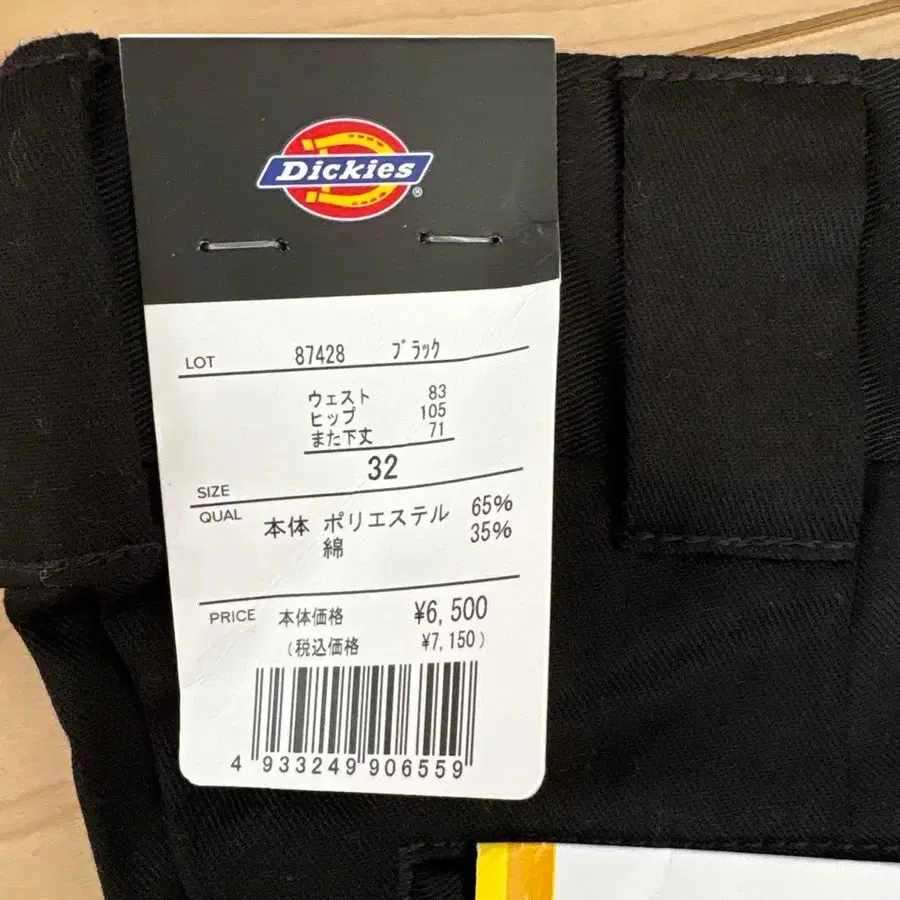 Dickies®
LOT 87428 ブラック
ウェスト 83
ヒップ 105
また下丈 71
SIZE 32
QUAL 本体 ポリエステル 65%
綿 35%
PRICE 本体価格 ¥6,500
(税込価格 ¥7,150)
4 933249 906559